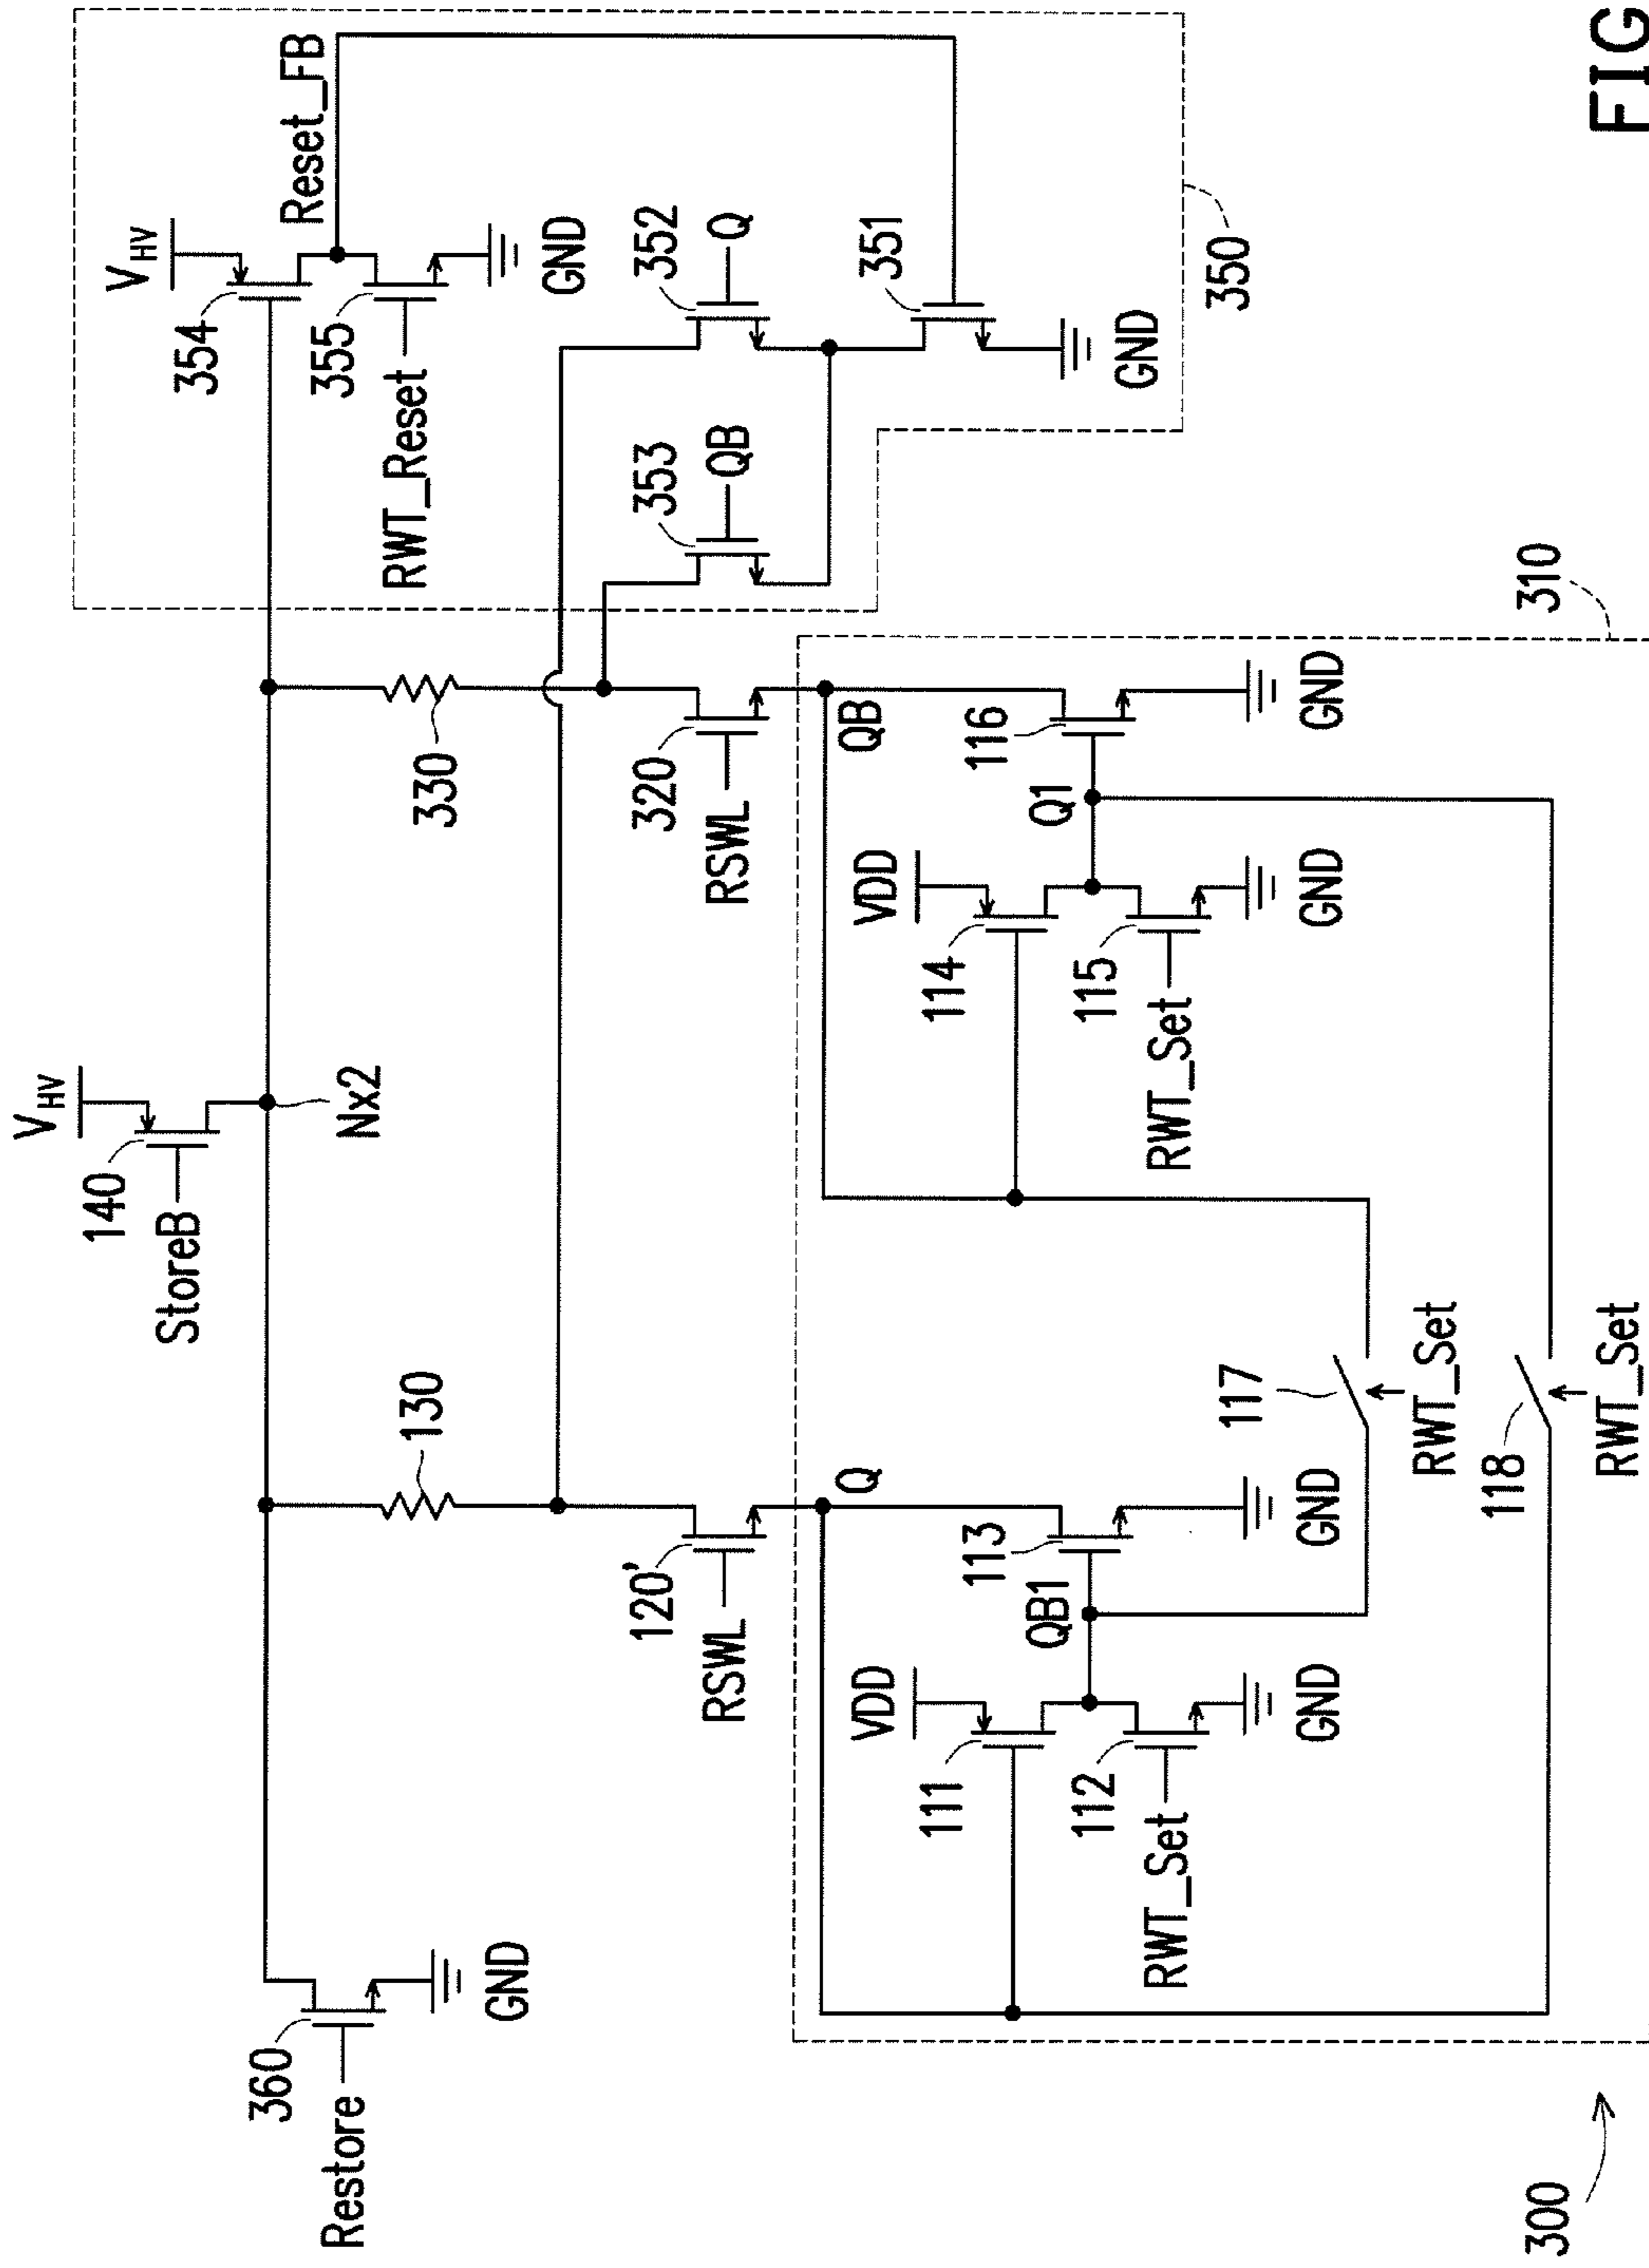 FIG
V_HV
Reset_FB
354
355
RWT_Reset
GND
352
Q
353
QB
351
GND
350
V_HV
140
StoreB
Nx2
360
Restore
GND
130
330
120'
RSWL
320
RSWL
310
Q
QB
VDD
111
112
RWT_Set
GND
QB1
113
GND
VDD
114
115
RWT_Set
GND
Q1
116
GND
117
RWT_Set
118
RWT_Set
300